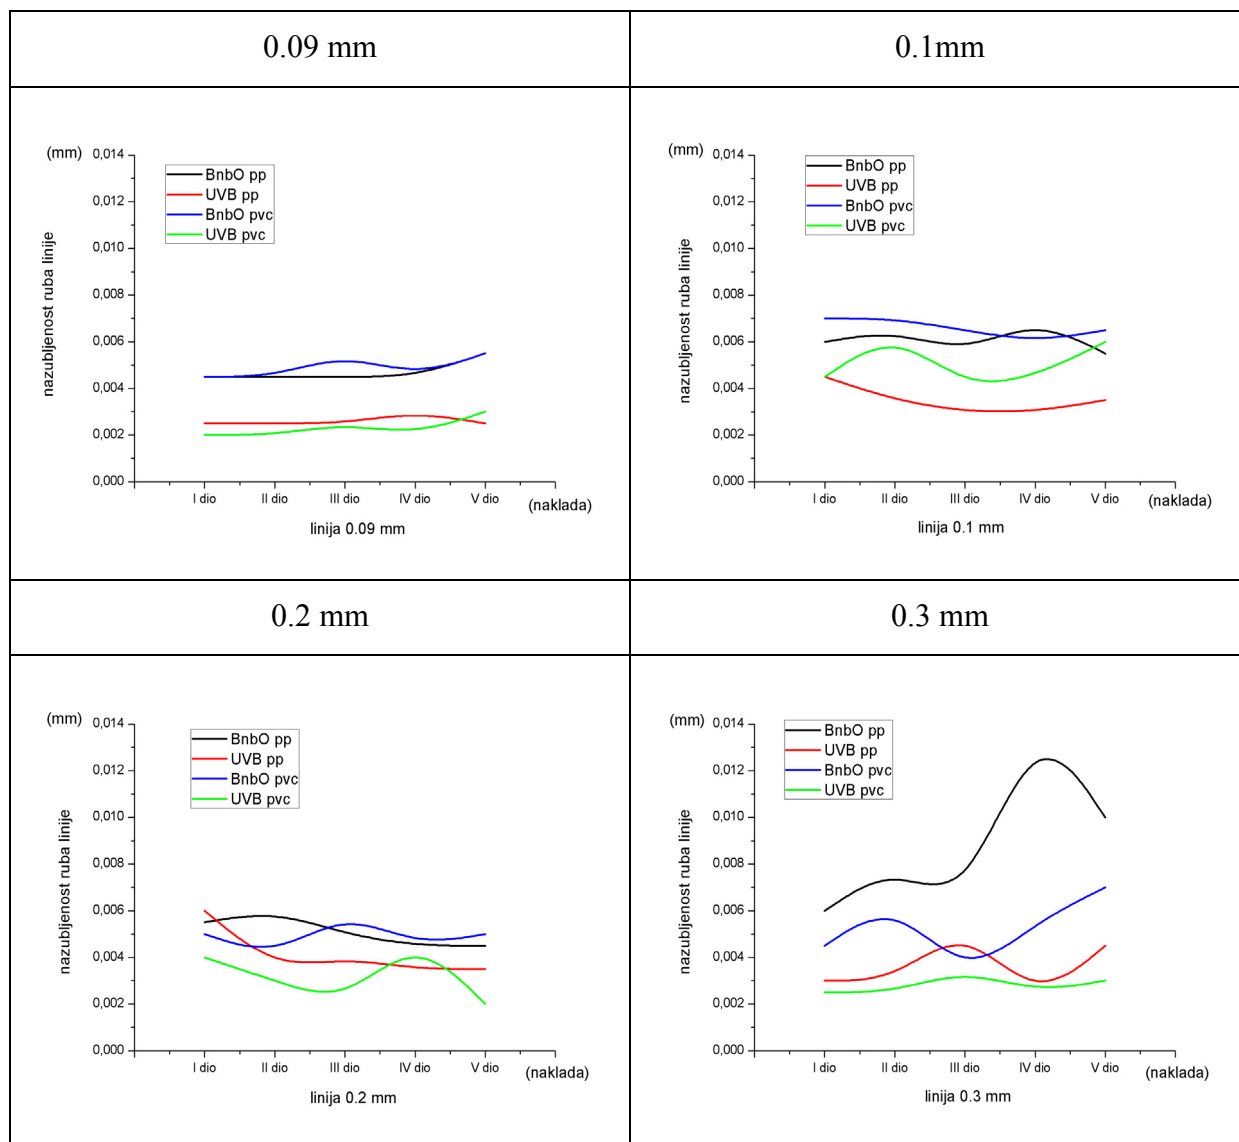 0.09 mm
0.1mm
(mm)
0,014
0,012
0,010
0,008
0,006
0,004
0,002
0,000
nazubljenost ruba linije
BnbO pp
UVB pp
BnbO pvc
UVB pvc
I dio II dio III dio IV dio V dio
(naklada)
linija 0.09 mm
(mm)
0,014
0,012
0,010
0,008
0,006
0,004
0,002
0,000
nazubljenost ruba linije
BnbO pp
UVB pp
BnbO pvc
UVB pvc
I dio II dio III dio IV dio V dio
(naklada)
linija 0.1 mm
0.2 mm
0.3 mm
(mm)
0,014
0,012
0,010
0,008
0,006
0,004
0,002
0,000
nazubljenost ruba linije
BnbO pp
UVB pp
BnbO pvc
UVB pvc
I dio II dio III dio IV dio V dio
(naklada)
linija 0.2 mm
(mm)
0,014
0,012
0,010
0,008
0,006
0,004
0,002
0,000
nazubljenost ruba linije
BnbO pp
UVB pp
BnbO pvc
UVB pvc
I dio II dio III dio IV dio V dio
(naklada)
linija 0.3 mm